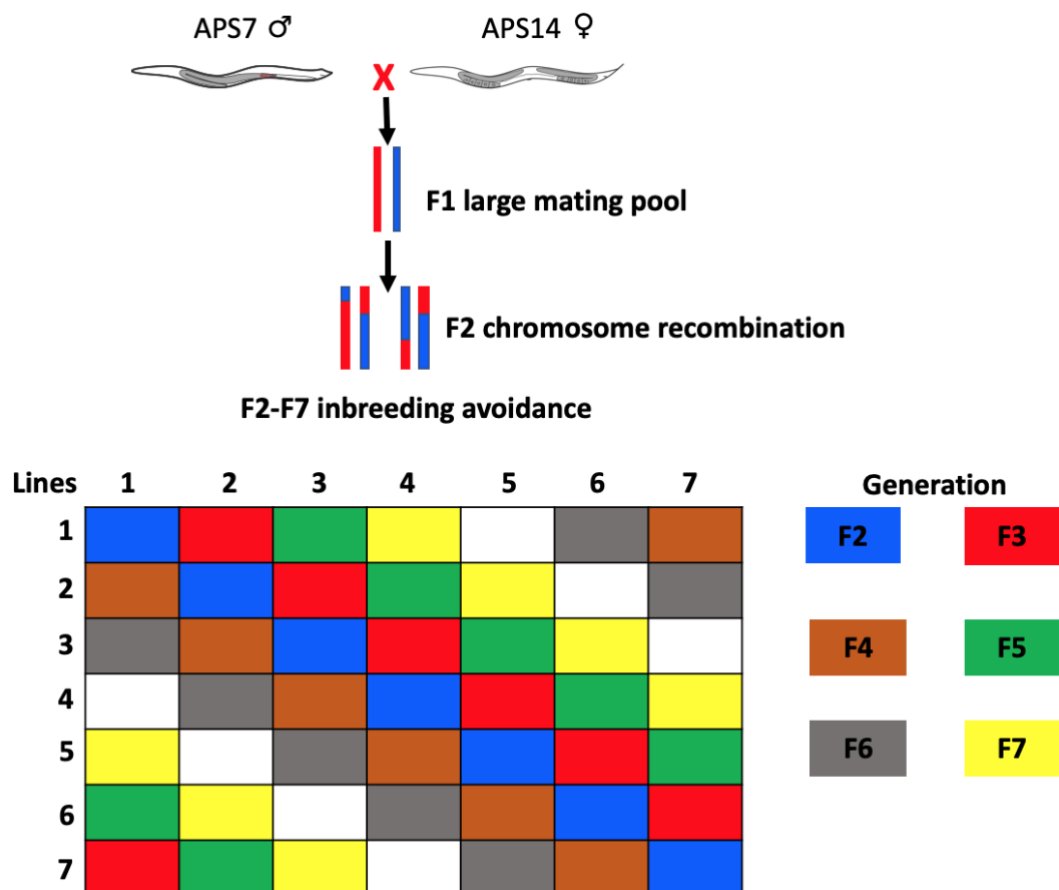 APS7 ♂ APS14 ♀
X
F1 large mating pool
F2 chromosome recombination
F2-F7 inbreeding avoidance
Lines 1 2 3 4 5 6 7 Generation
1 F2 F3
2
3 F4 F5
4
5 F6 F7
6
7